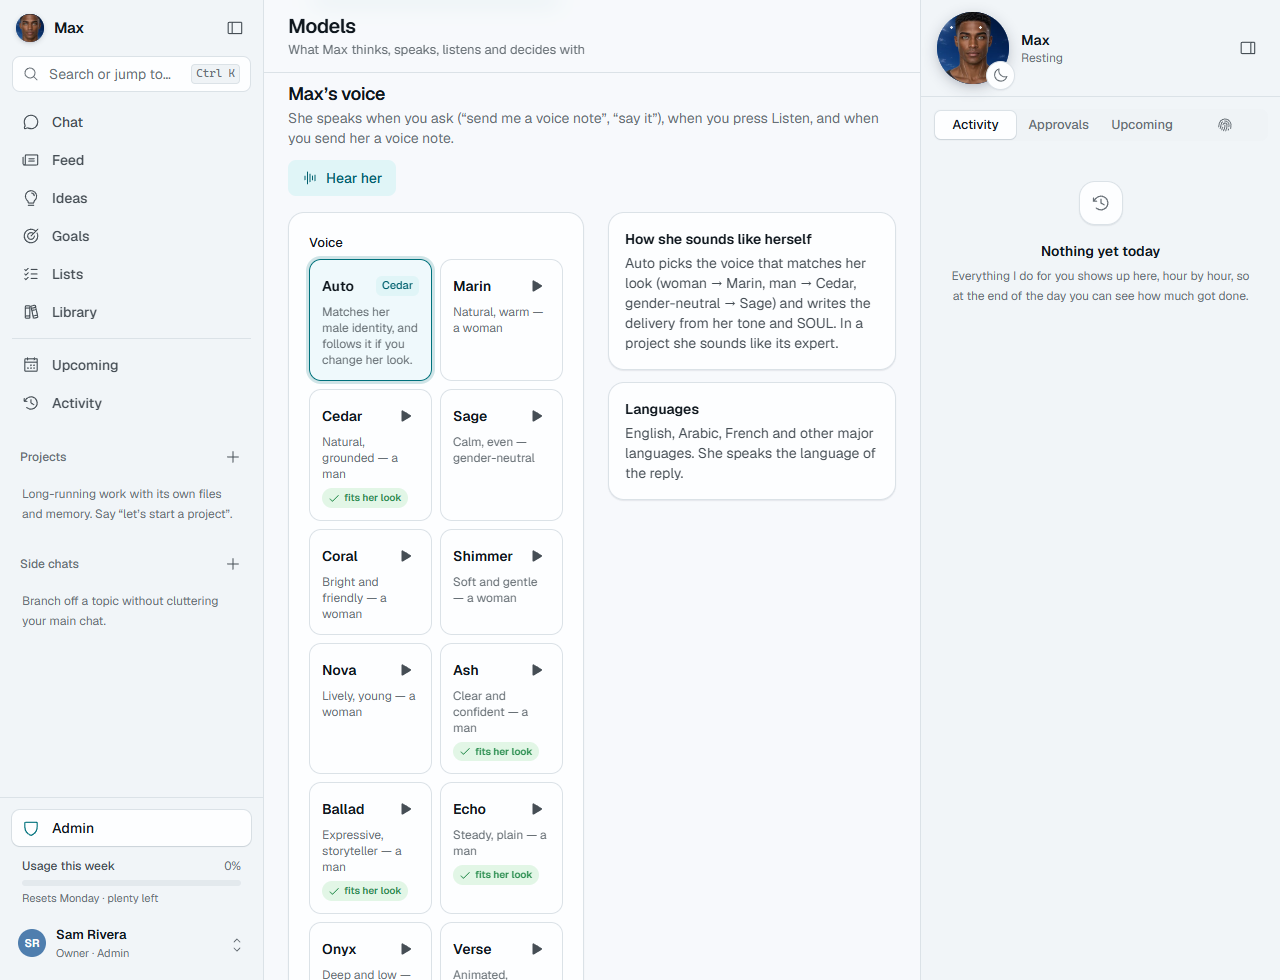 Max
Search or jump to...
Ctrl K
Chat
Feed
Ideas
Goals
Lists
Library
Upcoming
Activity
Projects
Long-running work with its own files
and memory. Say “let’s start a project”.
Side chats
Branch off a topic without cluttering
your main chat.
Admin
Usage this week
0%
Resets Monday · plenty left
SR
Sam Rivera
Owner · Admin
Models
What Max thinks, speaks, listens and decides with
Max’s voice
She speaks when you ask (“send me a voice note”, “say it”), when you press Listen, and when
you send her a voice note.
Hear her
Voice
Auto
Cedar
Matches her
male identity, and
follows it if you
change her look.
Marin
Natural, warm —
a woman
Cedar
Natural,
grounded — a
man
fits her look
Sage
Calm, even —
gender-neutral
Coral
Bright and
friendly — a
woman
Shimmer
Soft and gentle
— a woman
Nova
Lively, young — a
woman
Ash
Clear and
confident — a
man
fits her look
Ballad
Expressive,
storyteller — a
man
fits her look
Echo
Steady, plain — a
man
fits her look
Onyx
Deep and low —
Verse
Animated,
How she sounds like herself
Auto picks the voice that matches her
look (woman → Marin, man → Cedar,
gender-neutral → Sage) and writes the
delivery from her tone and SOUL. In a
project she sounds like its expert.
Languages
English, Arabic, French and other major
languages. She speaks the language of
the reply.
Max
Resting
Activity
Approvals
Upcoming
Nothing yet today
Everything I do for you shows up here, hour by hour, so
at the end of the day you can see how much got done.